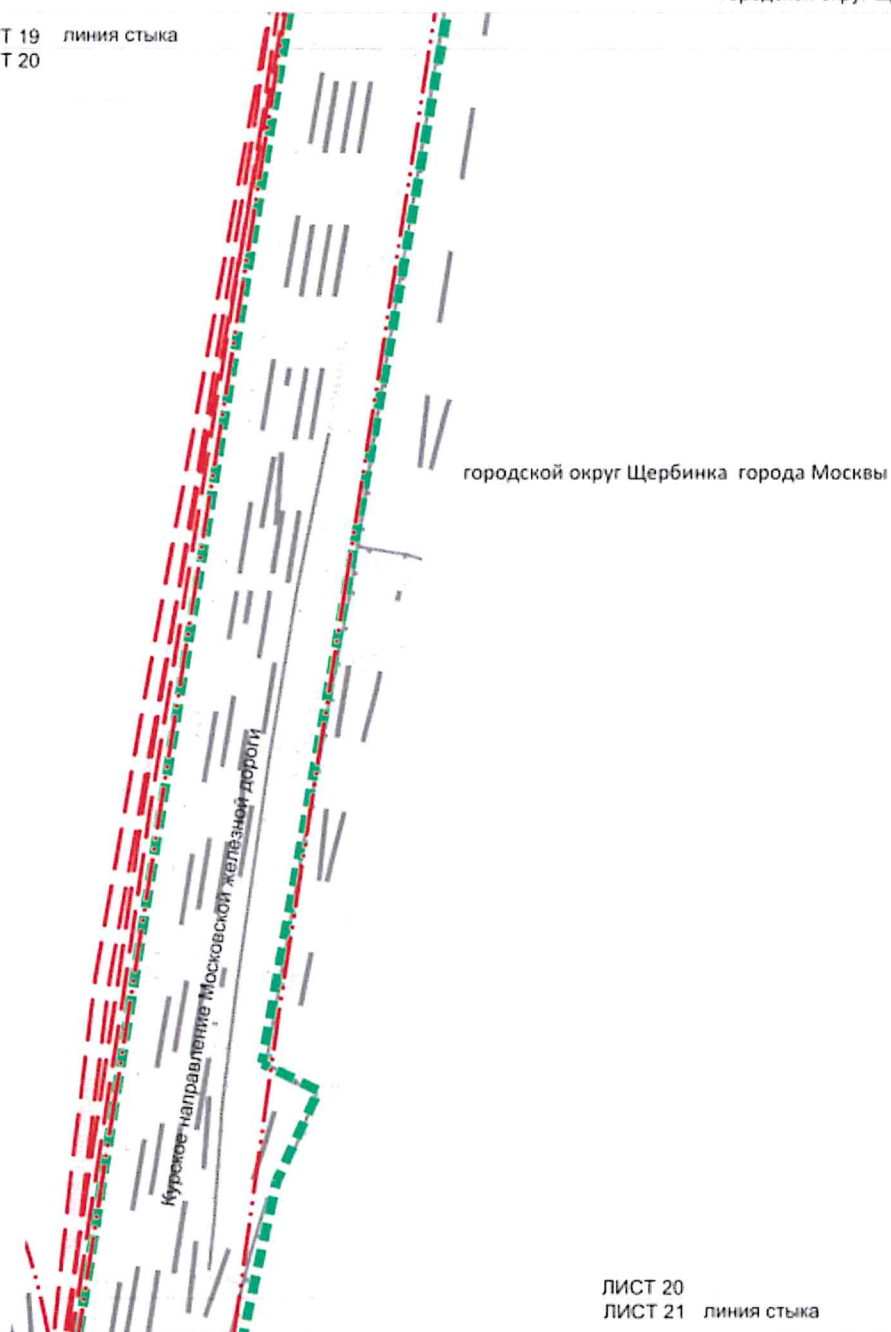 Т 19 линия стыка
Т 20
городской округ Щербинка города Москвы
Курское направление Московской железной дороги
ЛИСТ 20
ЛИСТ 21 линия стыка